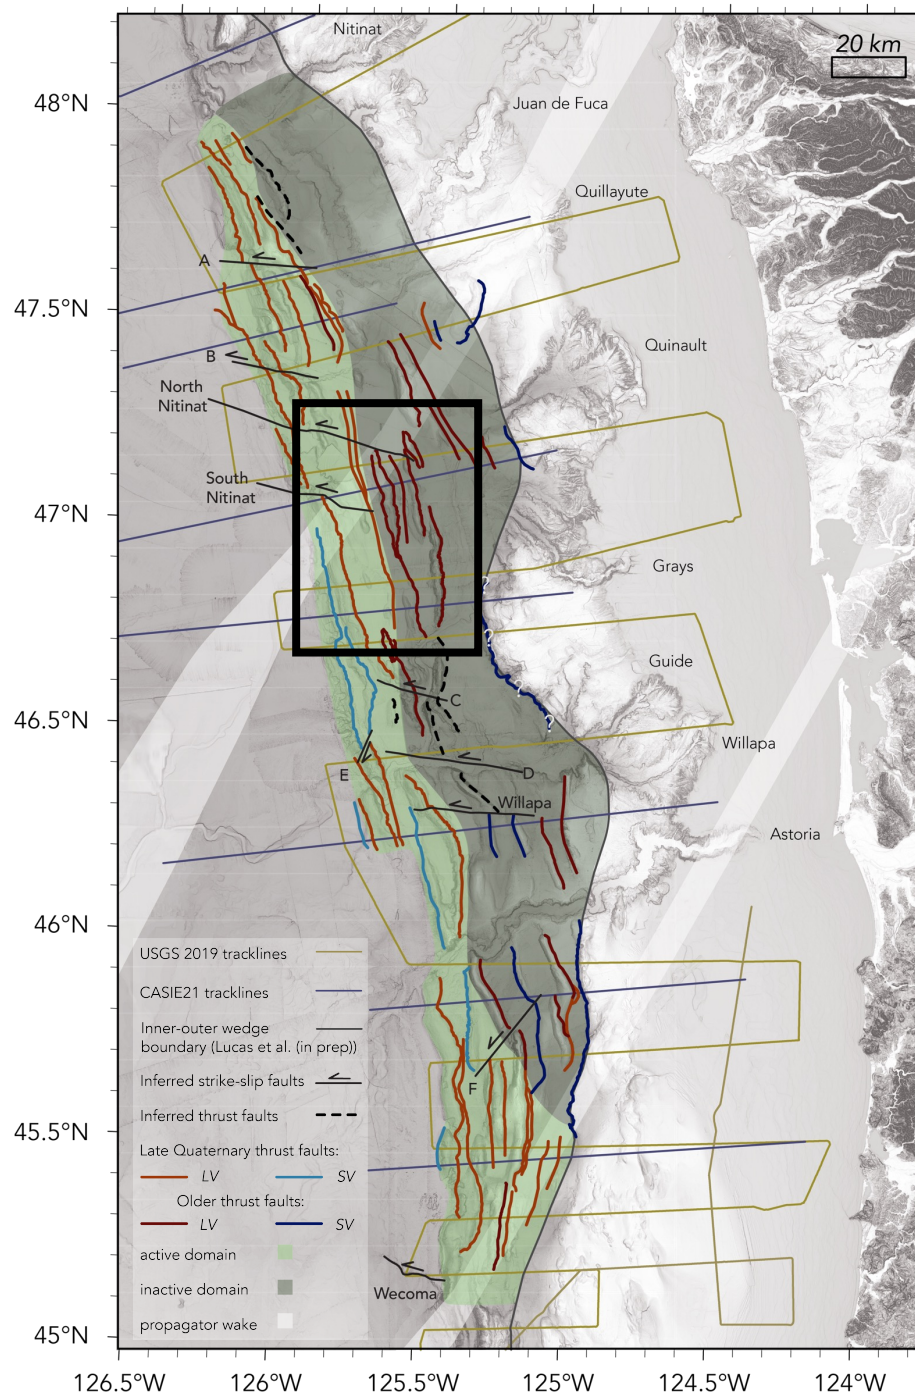 Nitinat
20 km
48°N
Juan de Fuca
Quillayute
A
47.5°N
Quinault
B
North
Nitinat
South
Nitinat
47°N
Grays
?
?
Guide
?
C
46.5°N
?
Willapa
E
D
Willapa
Astoria
46°N
USGS 2019 tracklines
CASIE21 tracklines
Inner-outer wedge
boundary (Lucas et al. (in prep))
Inferred strike-slip faults
F
Inferred thrust faults
45.5°N
Late Quaternary thrust faults:
LV SV
Older thrust faults:
LV SV
active domain
inactive domain
Wecoma
propagator wake
45°N
126.5°W 126°W 125.5°W 125°W 124.5°W 124°W